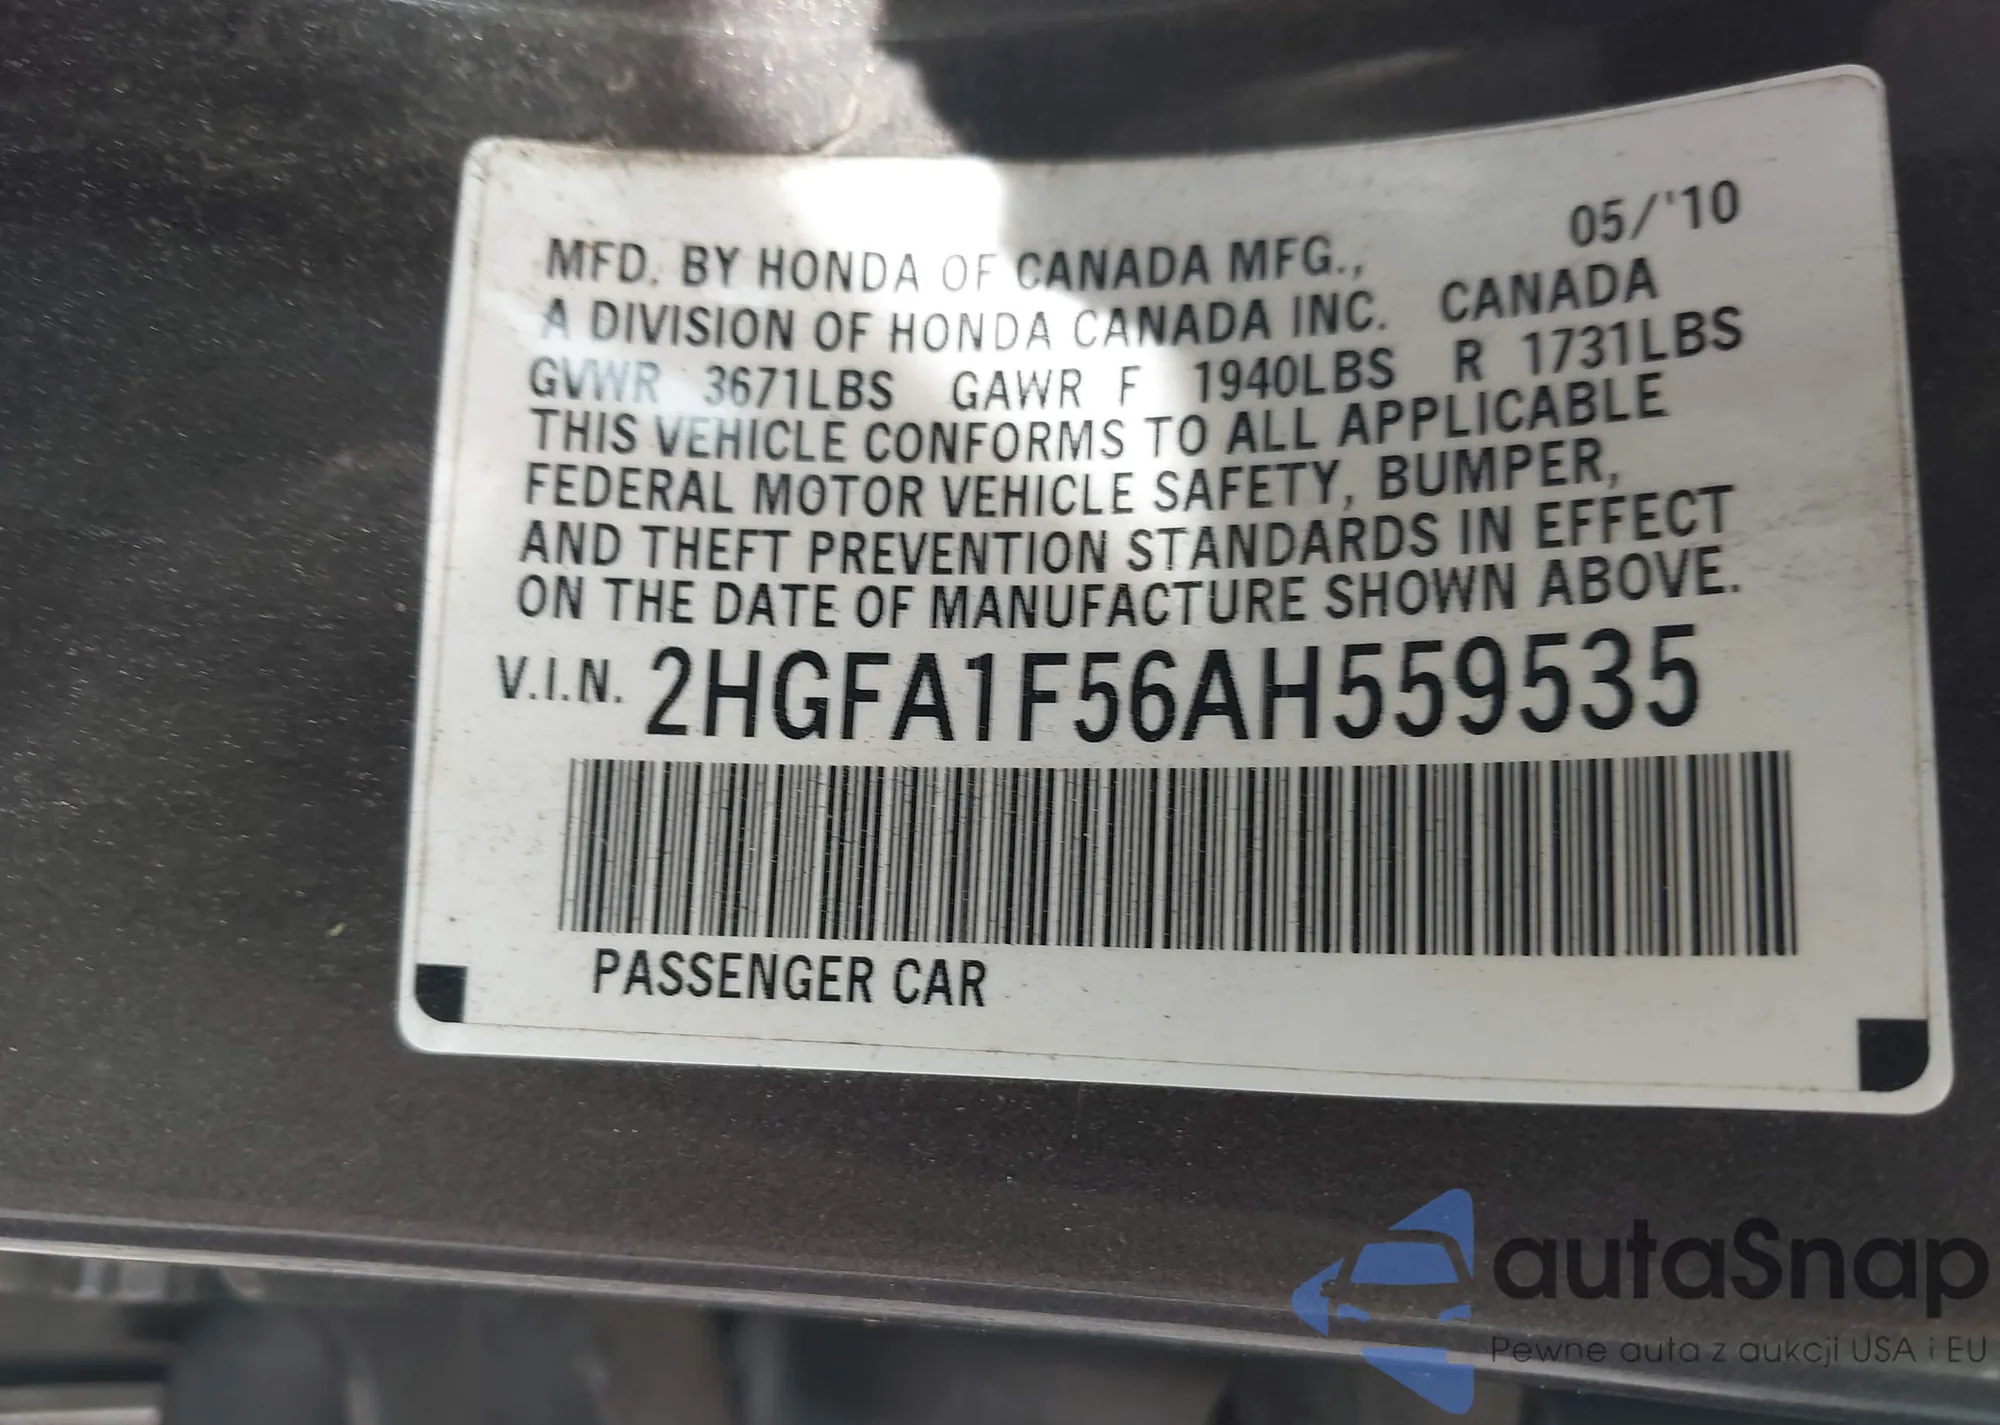 05/'10
MFD. BY HONDA OF CANADA MFG.,
A DIVISION OF HONDA CANADA INC. CANADA
GVWR 3671LBS GAWR F 1940LBS R 1731LBS
THIS VEHICLE CONFORMS TO ALL APPLICABLE
FEDERAL MOTOR VEHICLE SAFETY, BUMPER,
AND THEFT PREVENTION STANDARDS IN EFFECT
ON THE DATE OF MANUFACTURE SHOWN ABOVE.
V.I.N. 2HGFA1F56AH559535
PASSENGER CAR
autaSnap
Pewne auta z aukcji USA i EU